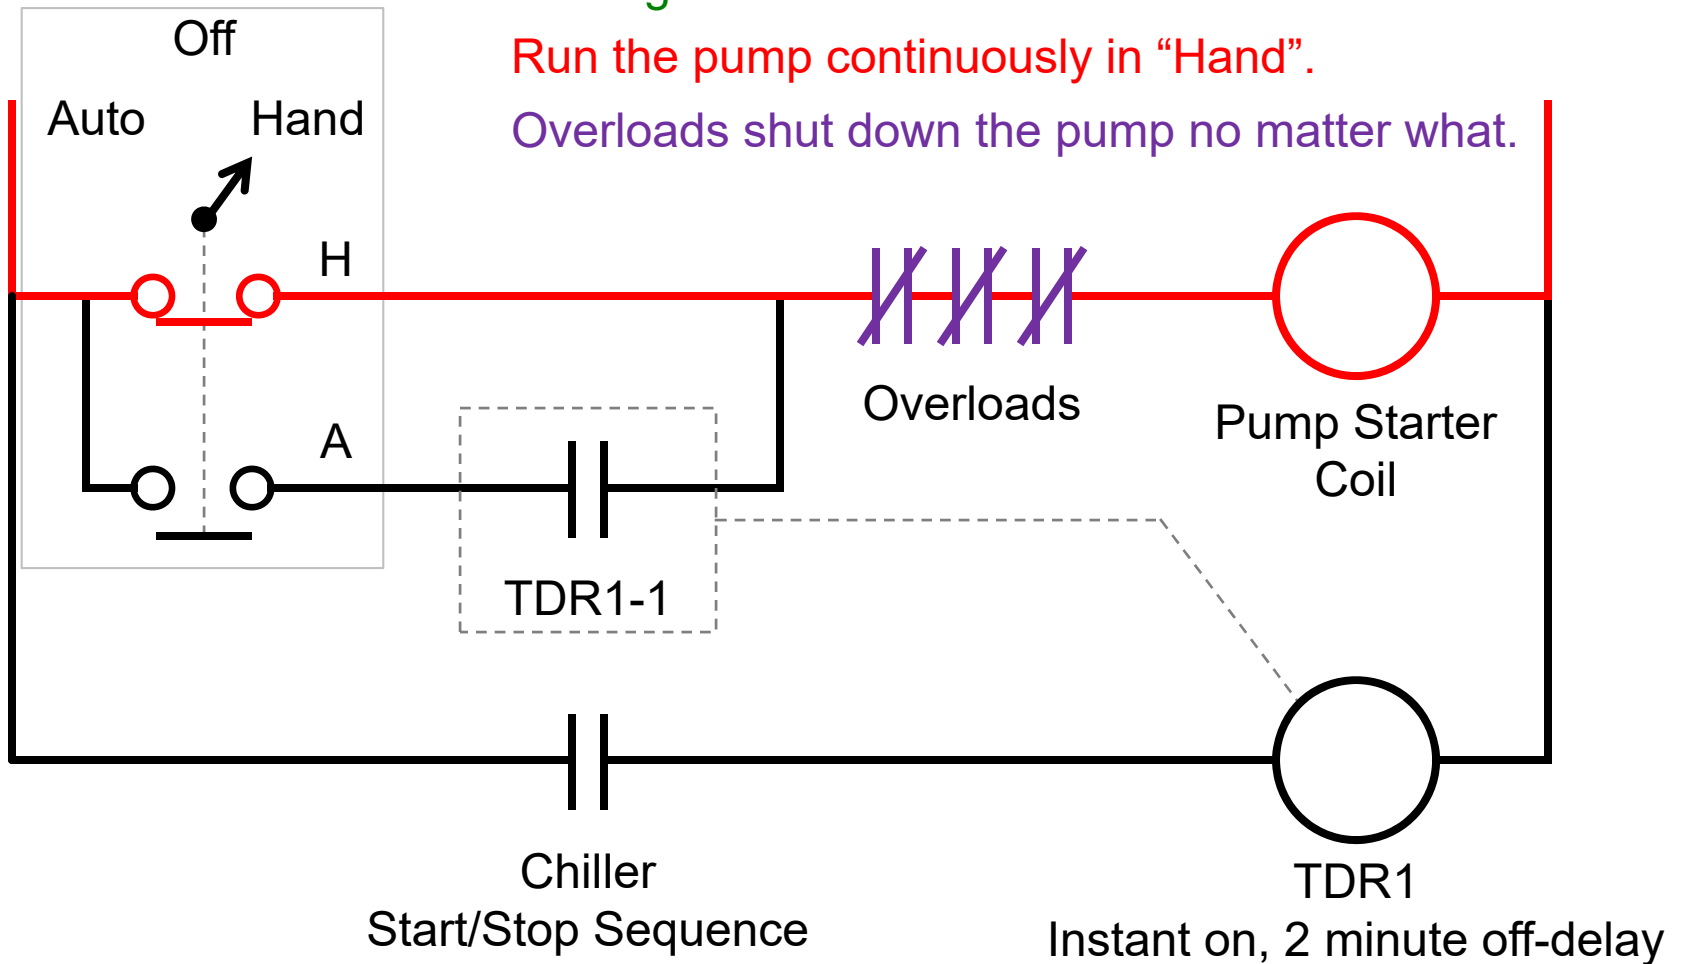 Off
Run the pump continuously in “Hand”.
Auto Hand
Overloads shut down the pump no matter what.
H
Overloads
Pump Starter
Coil
A
TDR1-1
Chiller
Start/Stop Sequence
TDR1
Instant on, 2 minute off-delay